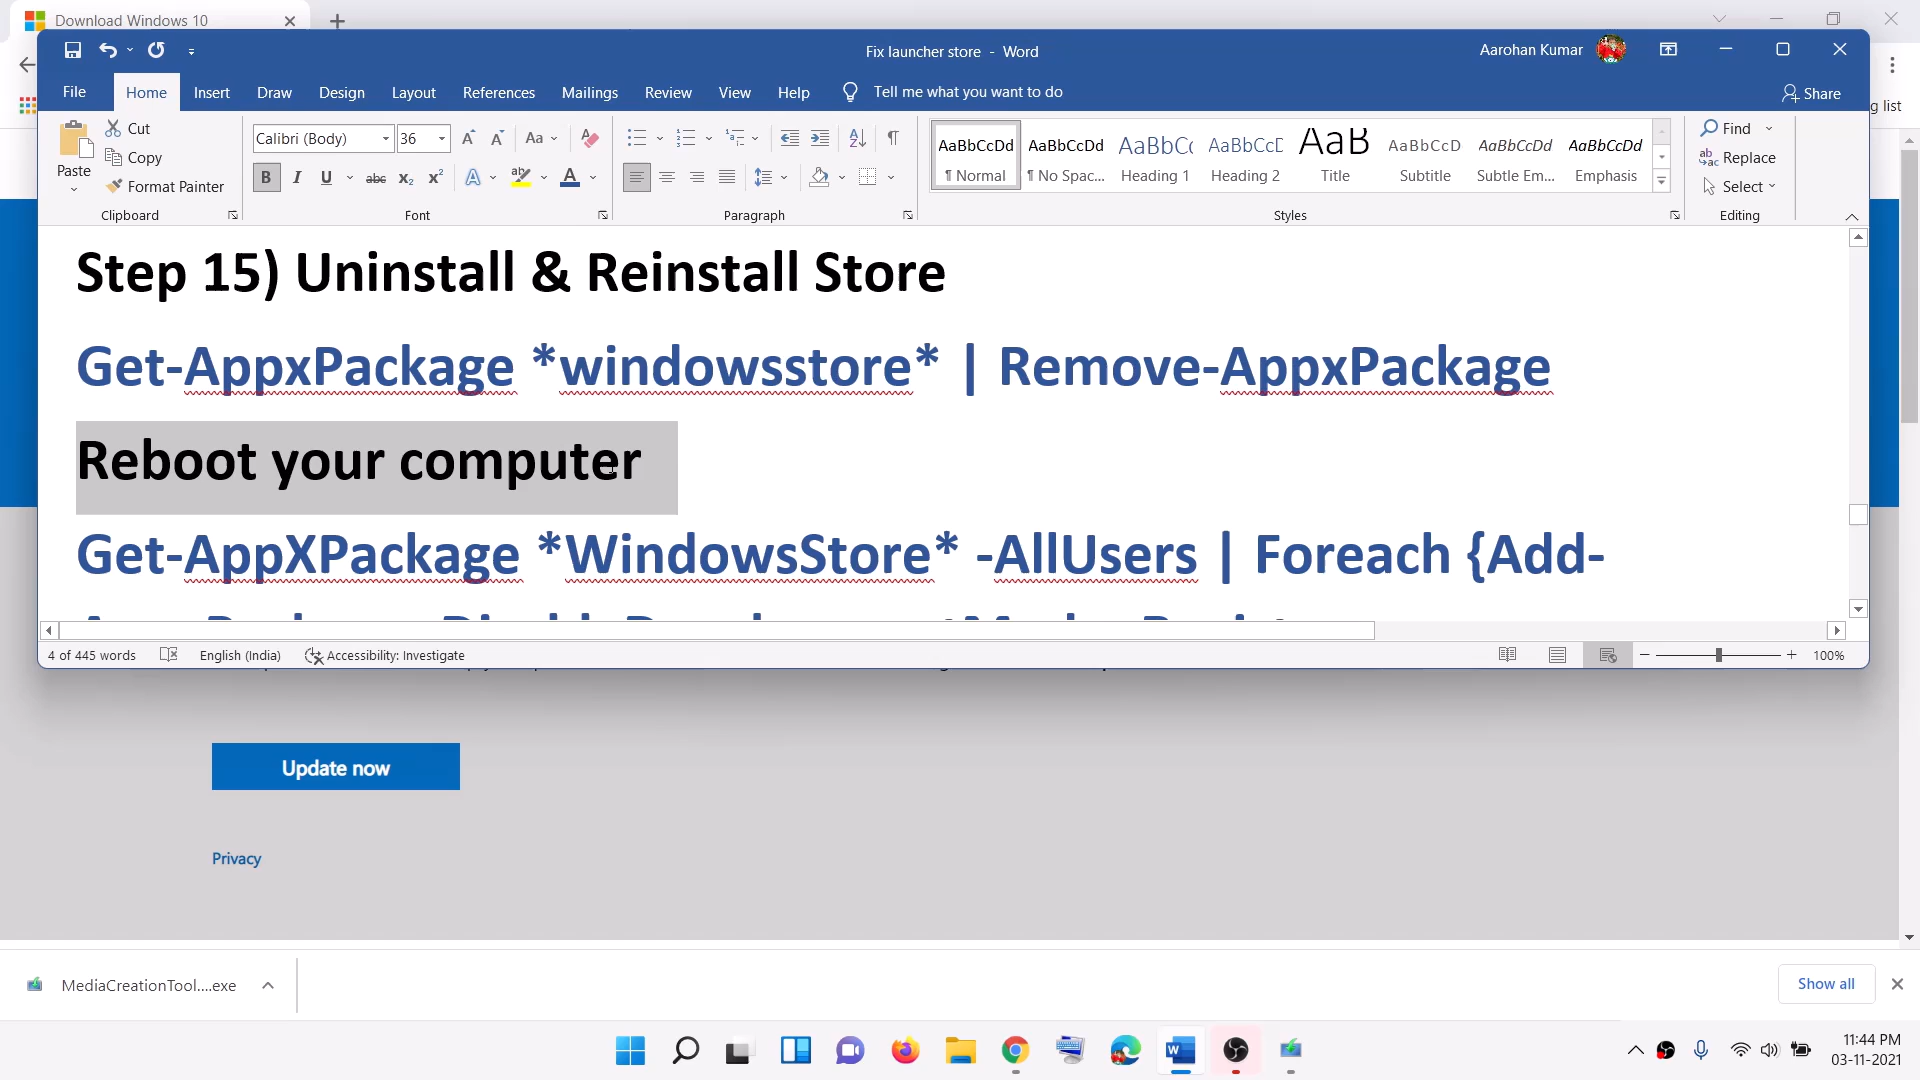 Download Windows 10
Fix launcher store - Word
Aarohan Kumar
File Home Insert Draw Design Layout References Mailings Review View Help Tell me what you want to do Share
g list
Paste
Cut
Copy
Format Painter
Clipboard
Calibri (Body) 36
Font
Paragraph
AaBbCcDd
¶ Normal
AaBbCcDd
¶ No Spac...
AaBbCc
Heading 1
AaBbCcD
Heading 2
AaB
Title
AaBbCcD
Subtitle
AaBbCcDd
Subtle Em...
AaBbCcDd
Emphasis
Styles
Find
Replace
Select
Editing
Step 15) Uninstall & Reinstall Store
Get-AppxPackage *windowsstore* | Remove-AppxPackage
Reboot your computer
Get-AppXPackage *WindowsStore* -AllUsers | Foreach {Add-
4 of 445 words English (India) Accessibility: Investigate 100%
Update now
Privacy
MediaCreationTool....exe
Show all
11:44 PM
03-11-2021